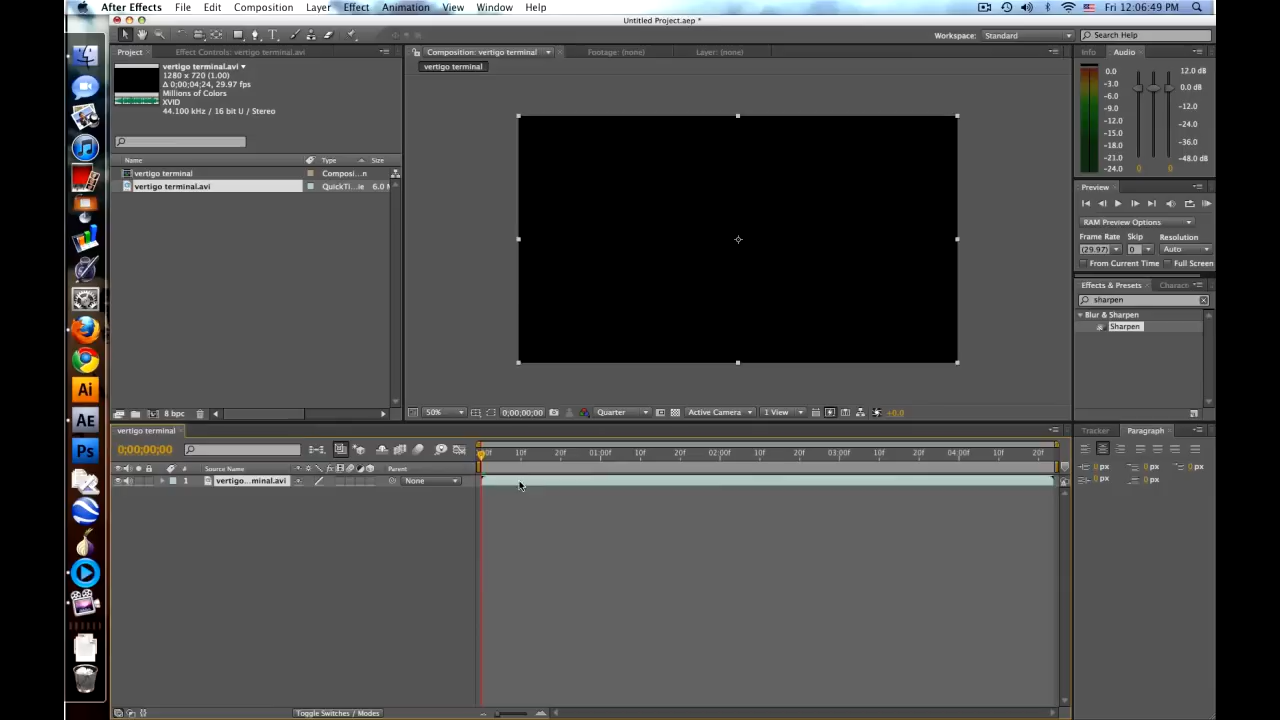 After Effects File Edit Composition Layer Effect Animation View Window Help Fri 12:06:49 PM
Untitled Project.aep *
Workspace: Standard Search Help
Project Effect Controls: vertigo terminal.avi Composition: vertigo terminal Footage: (none) Layer: (none) Info Audio
vertigo terminal.avi
1280 x 720 (1.00)
Δ 0;00;04;24, 29.97 fps
Millions of Colors
XVID
44.100 kHz / 16 bit U / Stereo
vertigo terminal
0.0
-3.0
-6.0
-9.0
-12.0
-15.0
-18.0
-21.0
-24.0
12.0 dB
0.0 dB
-12.0
-24.0
-36.0
-48.0 dB
0 0
Name Type Size
vertigo terminal Composi...n
vertigo terminal.avi QuickTi...ie 6.0 M
Preview
RAM Preview Options
Frame Rate Skip Resolution
(29.97) 0 Auto
From Current Time Full Screen
Effects & Presets Charact
sharpen
Blur & Sharpen
Sharpen
8 bpc
50% 0;00;00;00 Quarter Active Camera 1 View +0.0
vertigo terminal
Tracker Paragraph
0;00;00;00
10f 20f 01:00f 10f 20f 02:00f 10f 20f 03:00f 10f 20f 04:00f 10f 20f
# Source Name Parent
1 vertigo...minal.avi None
0 px 0 px 0 px
0 px 0 px
Toggle Switches / Modes
Ai
AE
Ps